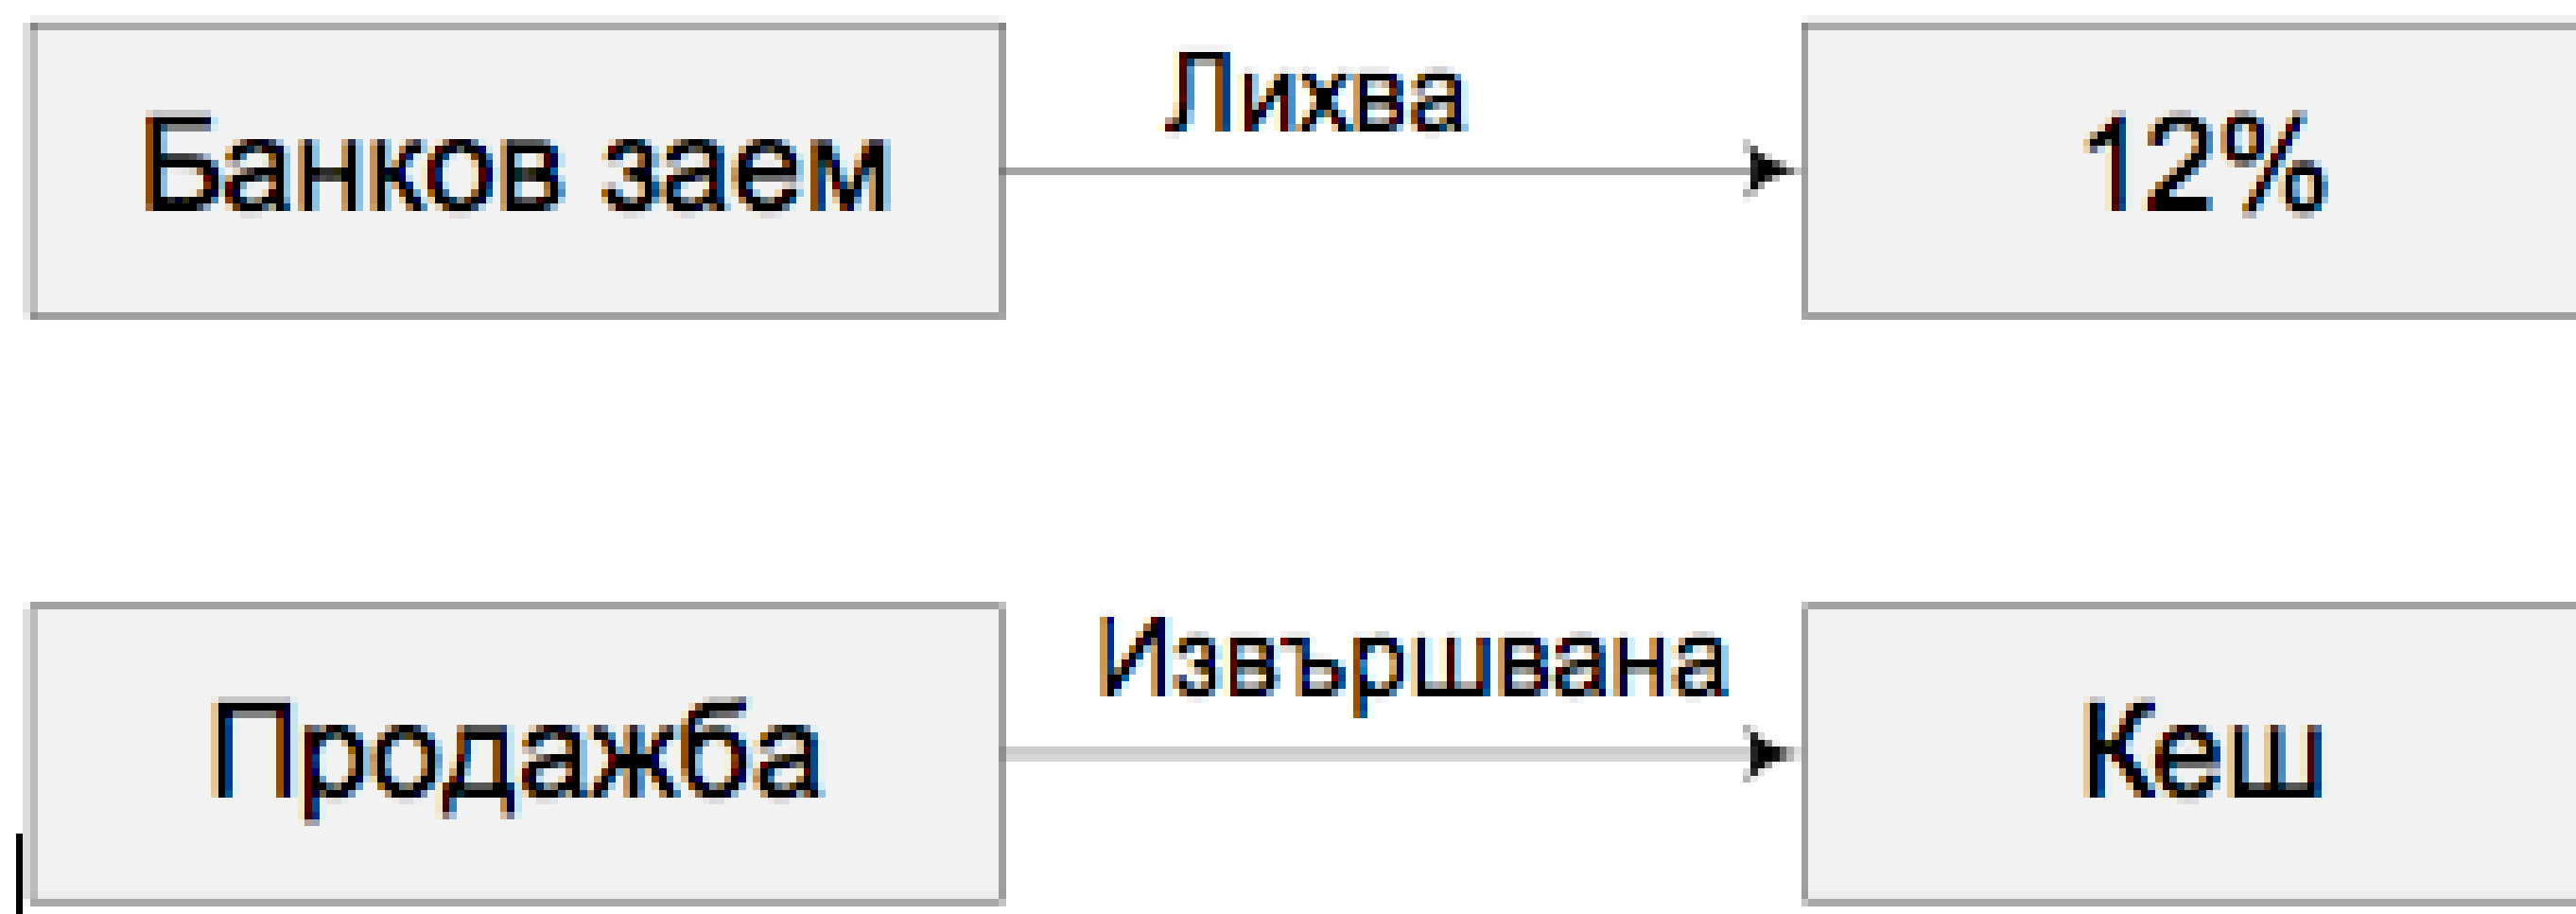 Лихва
Банков заем
12%
Извършвана
Продажба
Кеш